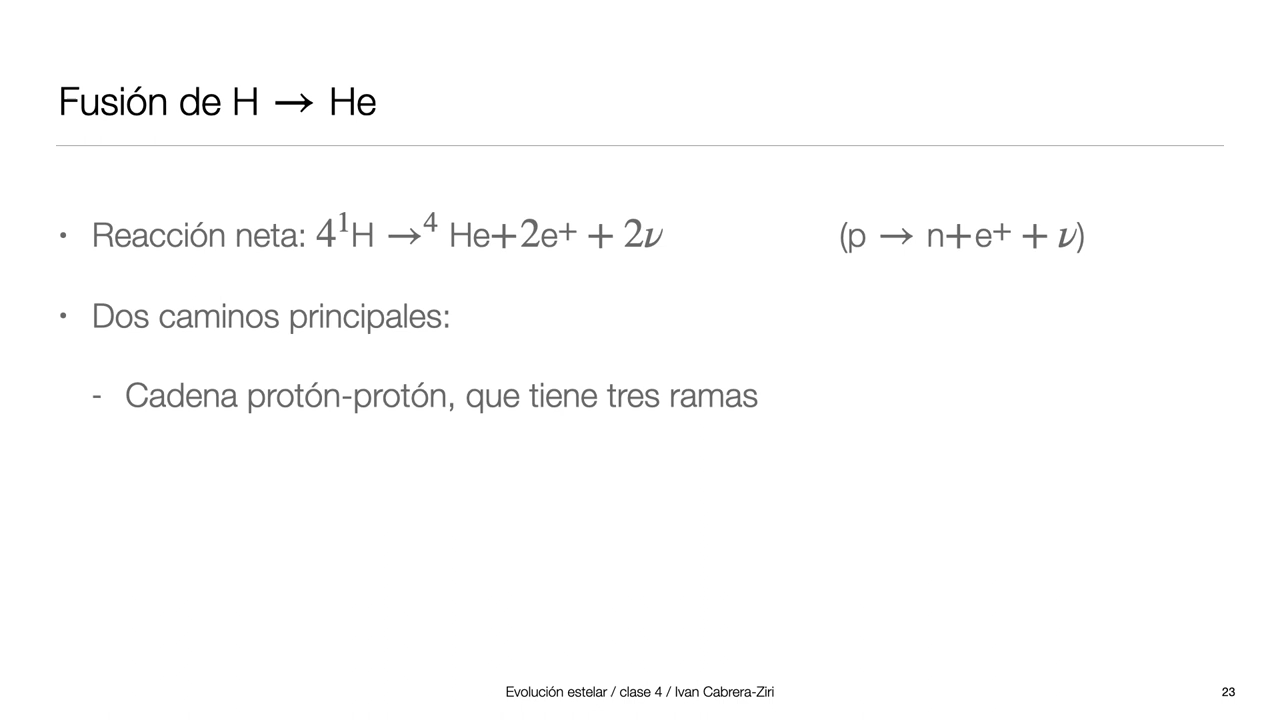 Fusión de H → He
• Reacción neta: 4¹H →⁴ He+2e⁺ + 2ν (p → n+e⁺ + ν)
• Dos caminos principales:
- Cadena protón-protón, que tiene tres ramas
Evolución estelar / clase 4 / Ivan Cabrera-Ziri 23